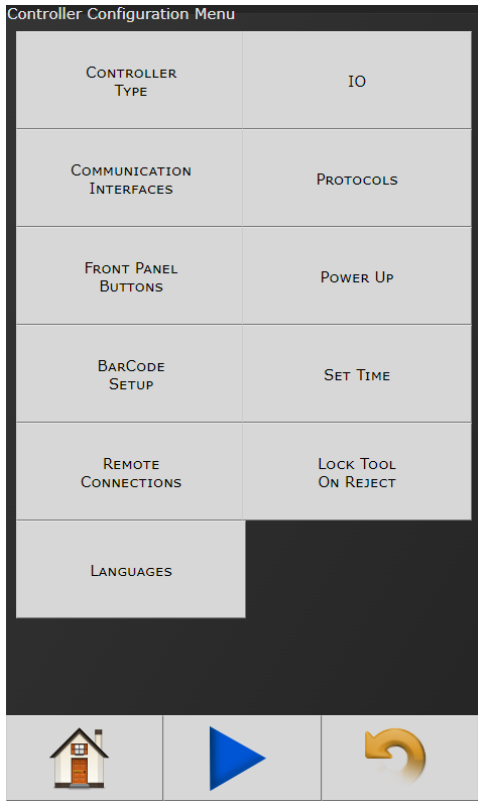 Controller Configuration Menu
Controller
Type
IO
Communication
Interfaces
Protocols
Front Panel
Buttons
Power Up
BarCode
Setup
Set Time
Remote
Connections
Lock Tool
On Reject
Languages